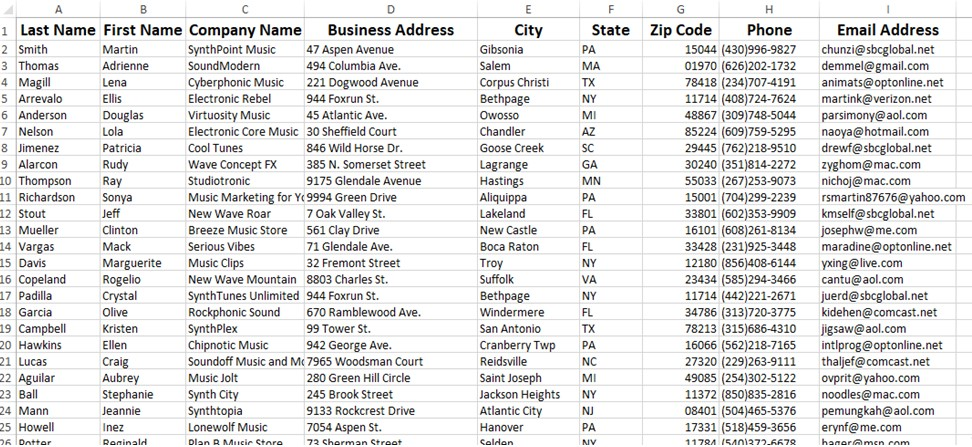 A B C D E F G H I
1 Last Name First Name Company Name Business Address City State Zip Code Phone Email Address
2 Smith Martin SynthPoint Music 47 Aspen Avenue Gibsonia PA 15044 (430)996-9827 chunzi@sbcglobal.net
3 Thomas Adrienne SoundModern 494 Columbia Ave. Salem MA 01970 (626)202-1732 demmel@gmail.com
4 Magill Lena Cyberphonic Music 221 Dogwood Avenue Corpus Christi TX 78418 (234)707-4191 animats@optonline.net
5 Arrevalo Ellis Electronic Rebel 944 Foxrun St. Bethpage NY 11714 (408)724-7624 martink@verizon.net
6 Anderson Douglas Virtuosity Music 45 Atlantic Ave. Owosso MI 48867 (309)748-5044 parsimony@aol.com
7 Nelson Lola Electronic Core Music 30 Sheffield Court Chandler AZ 85224 (609)759-5295 naoya@hotmail.com
8 Jimenez Patricia Cool Tunes 846 Wild Horse Dr. Goose Creek SC 29445 (762)218-9510 drewf@sbcglobal.net
9 Alarcon Rudy Wave Concept FX 385 N. Somerset Street Lagrange GA 30240 (351)814-2272 zyghom@mac.com
10 Thompson Ray Studiotronic 9175 Glendale Avenue Hastings MN 55033 (267)253-9073 nichoj@mac.com
11 Richardson Sonya Music Marketing for Yo 9994 Green Drive Aliquippa PA 15001 (704)299-2239 rsmartin87676@yahoo.com
12 Stout Jeff New Wave Roar 7 Oak Valley St. Lakeland FL 33801 (602)353-9909 kmself@sbcglobal.net
13 Mueller Clinton Breeze Music Store 561 Clay Drive New Castle PA 16101 (608)261-8134 josephw@me.com
14 Vargas Mack Serious Vibes 71 Glendale Ave. Boca Raton FL 33428 (231)925-3448 maradine@optonline.net
15 Davis Marguerite Music Clips 32 Fremont Street Troy NY 12180 (856)408-6144 yxing@live.com
16 Copeland Rogelio New Wave Mountain 8803 Charles St. Suffolk VA 23434 (585)294-3466 cantu@aol.com
17 Padilla Crystal SynthTunes Unlimited 944 Foxrun St. Bethpage NY 11714 (442)221-2671 juerd@sbcglobal.net
18 Garcia Olive Rockphonic Sound 670 Ramblewood Ave. Windermere FL 34786 (313)720-3775 kidehen@comcast.net
19 Campbell Kristen SynthPlex 99 Tower St. San Antonio TX 78213 (315)686-4310 jigsaw@aol.com
20 Hawkins Ellen Chipnotic Music 942 George Ave. Cranberry Twp PA 16066 (562)218-7165 intlprog@optonline.net
21 Lucas Craig Soundoff Music and Mo 7965 Woodsman Court Reidsville NC 27320 (229)263-9111 thaljef@comcast.net
22 Aguilar Aubrey Music Jolt 280 Green Hill Circle Saint Joseph MI 49085 (254)302-5122 ovprit@yahoo.com
23 Ball Stephanie Synth City 245 Brook Street Jackson Heights NY 11372 (850)835-2816 noodles@mac.com
24 Mann Jeannie Synthtopia 9133 Rockcrest Drive Atlantic City NJ 08401 (504)465-5376 pemungkah@aol.com
25 Howell Inez Lonewolf Music 7054 Aspen St. Hanover PA 17331 (518)459-3656 erynf@me.com
26 Potter Reginald Plan B Music Store 73 Sherman Street Selden NY 11784 (540)372-6678 hager@msn.com